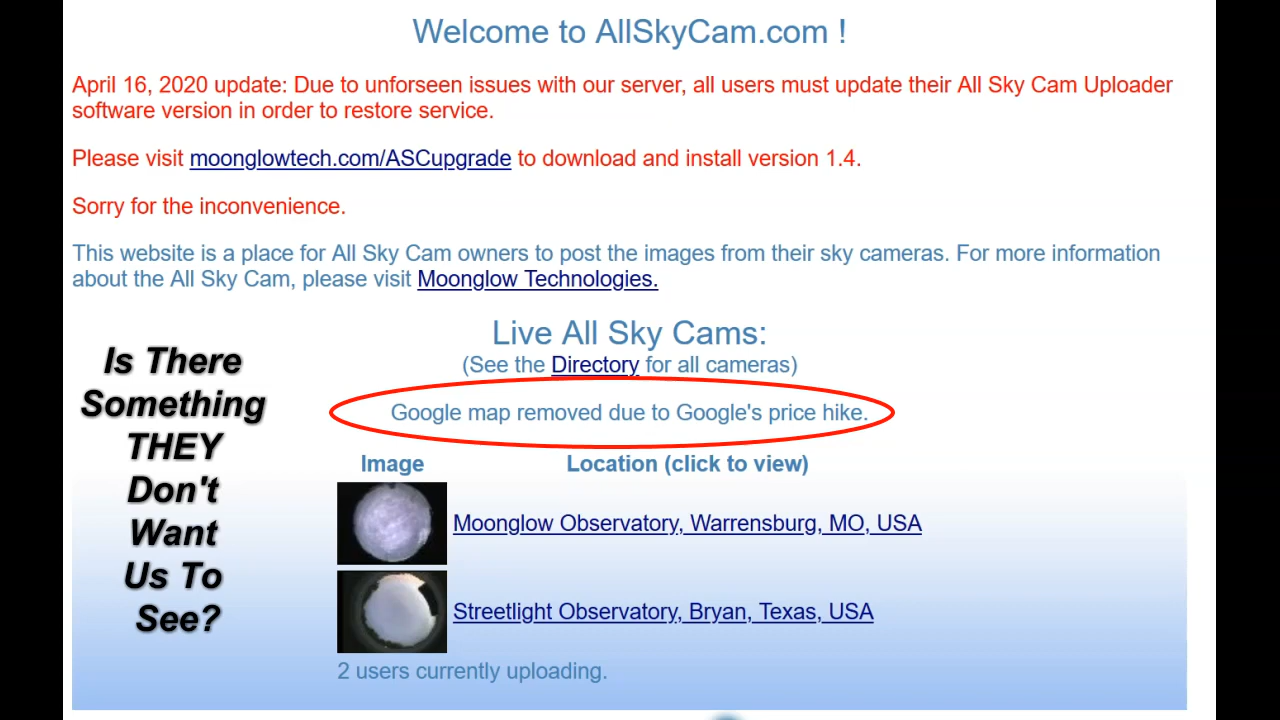 Welcome to AllSkyCam.com !
April 16, 2020 update: Due to unforseen issues with our server, all users must update their All Sky Cam Uploader
software version in order to restore service.
Please visit moonglowtech.com/ASCupgrade to download and install version 1.4.
Sorry for the inconvenience.
This website is a place for All Sky Cam owners to post the images from their sky cameras. For more information
about the All Sky Cam, please visit Moonglow Technologies.
Live All Sky Cams:
(See the Directory for all cameras)
Google map removed due to Google's price hike.
Image Location (click to view)
Moonglow Observatory, Warrensburg, MO, USA
Streetlight Observatory, Bryan, Texas, USA
2 users currently uploading.
Is There
Something
THEY
Don't
Want
Us To
See?